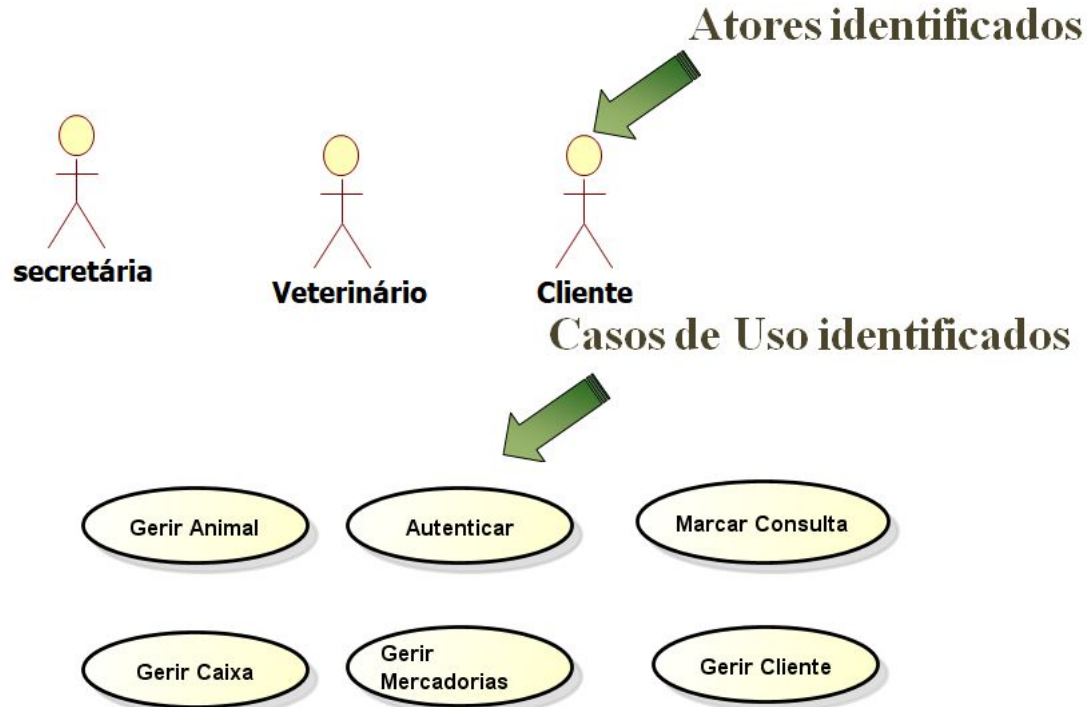 Atores identificados
secretária
Veterinário
Cliente
Casos de Uso identificados
Gerir Animal
Autenticar
Marcar Consulta
Gerir Caixa
Gerir
Mercadorias
Gerir Cliente